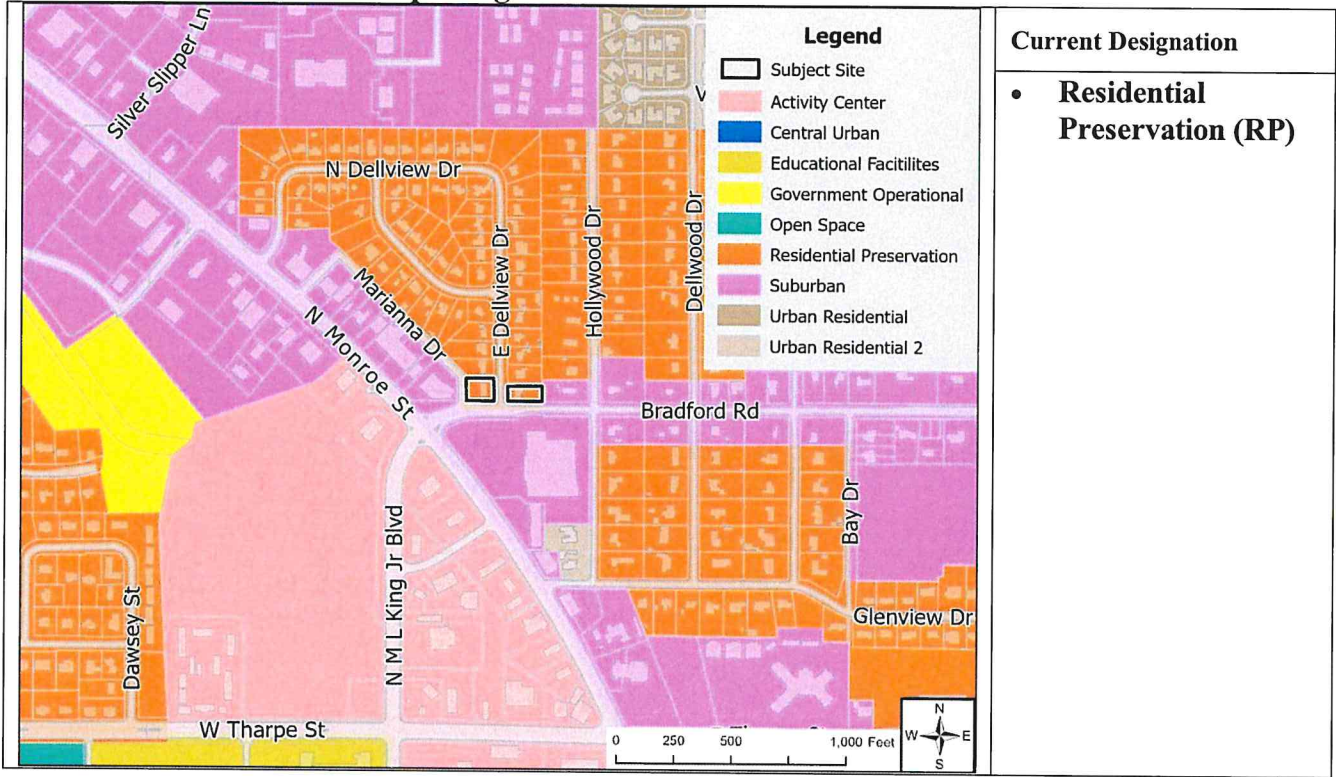 Legend
Subject Site
Activity Center
Central Urban
Educational Facitilites
Government Operational
Open Space
Residential Preservation
Suburban
Urban Residential
Urban Residential 2
Silver Slipper Ln
N Dellview Dr
E Dellview Dr
Hollywood Dr
Dellwood Dr
Marianna Dr
N Monroe St
Bradford Rd
Bay Dr
N M L King Jr Blvd
Glenview Dr
Dawsey St
W Tharpe St
0 250 500 1,000 Feet
N
W E
S
Current Designation
• Residential
Preservation (RP)